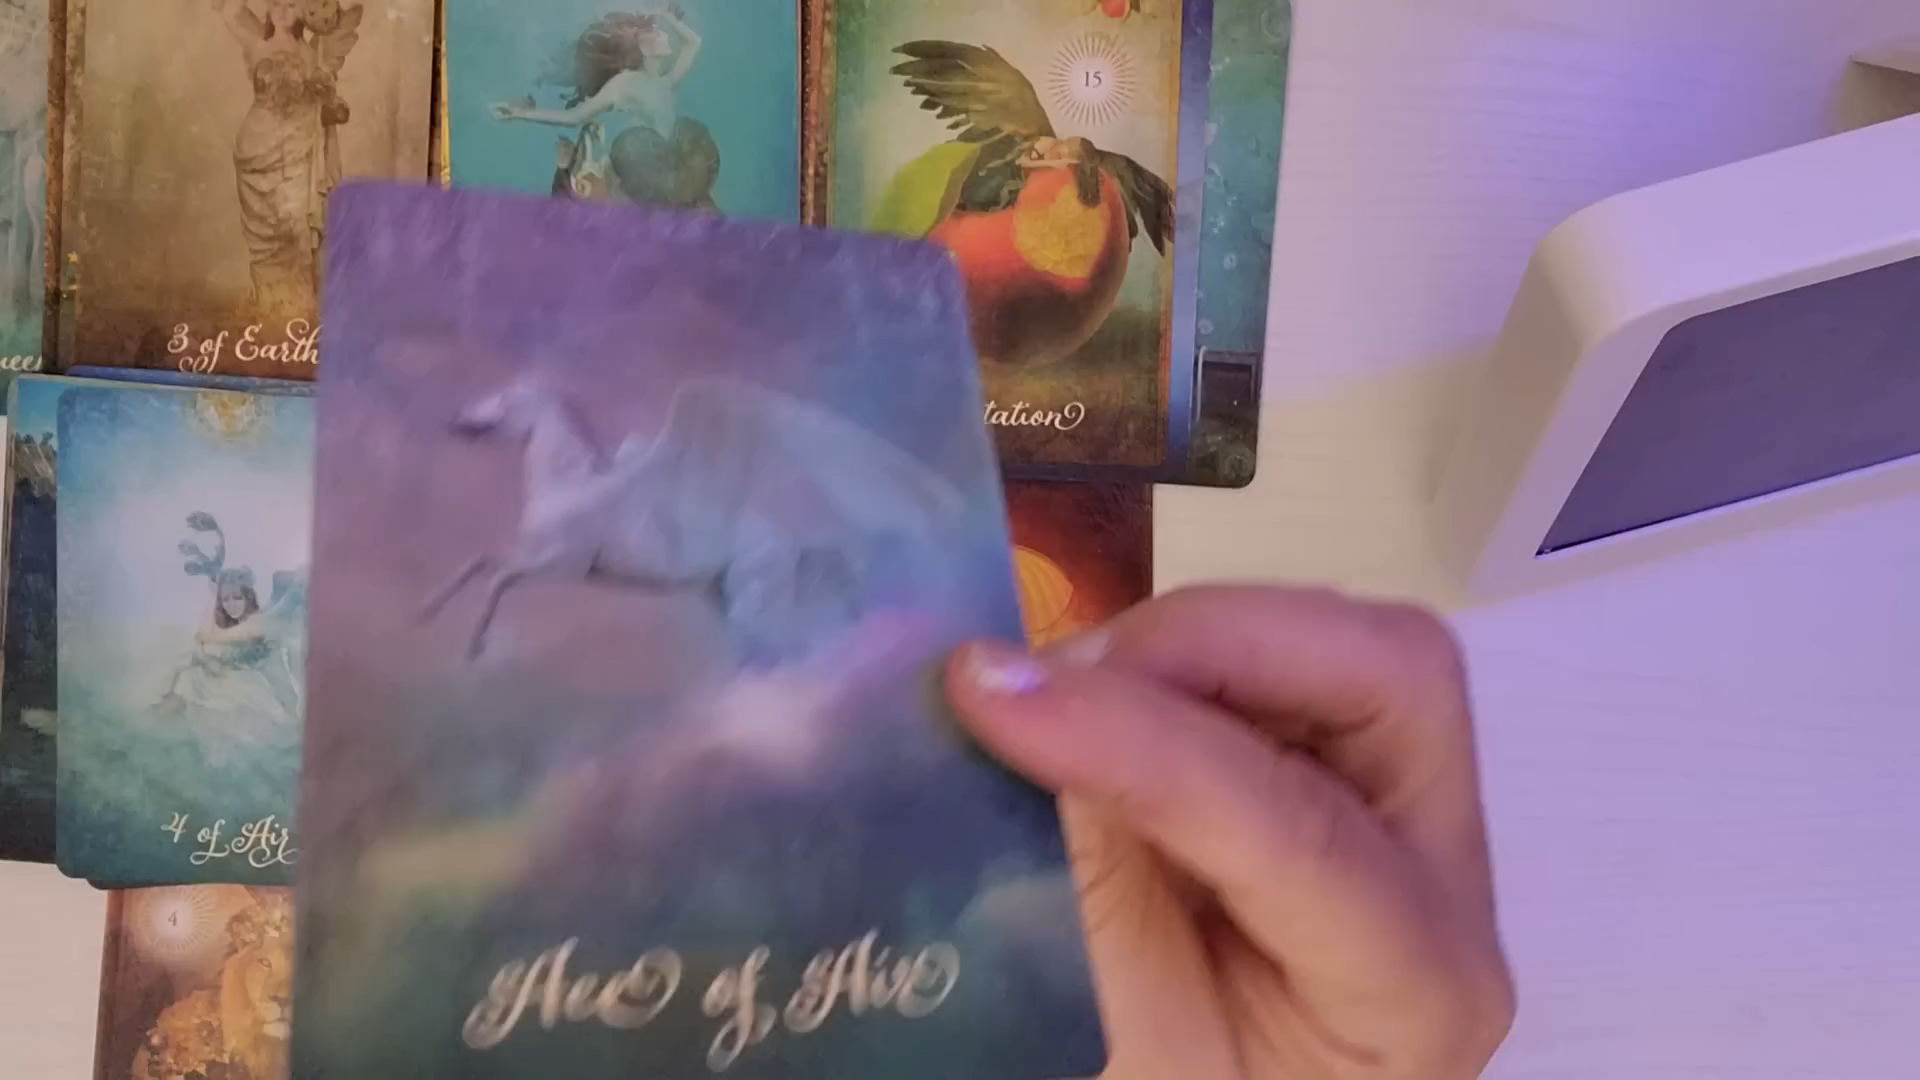 15
3 of Earth
tation
4 of Air
4
Ace of Air